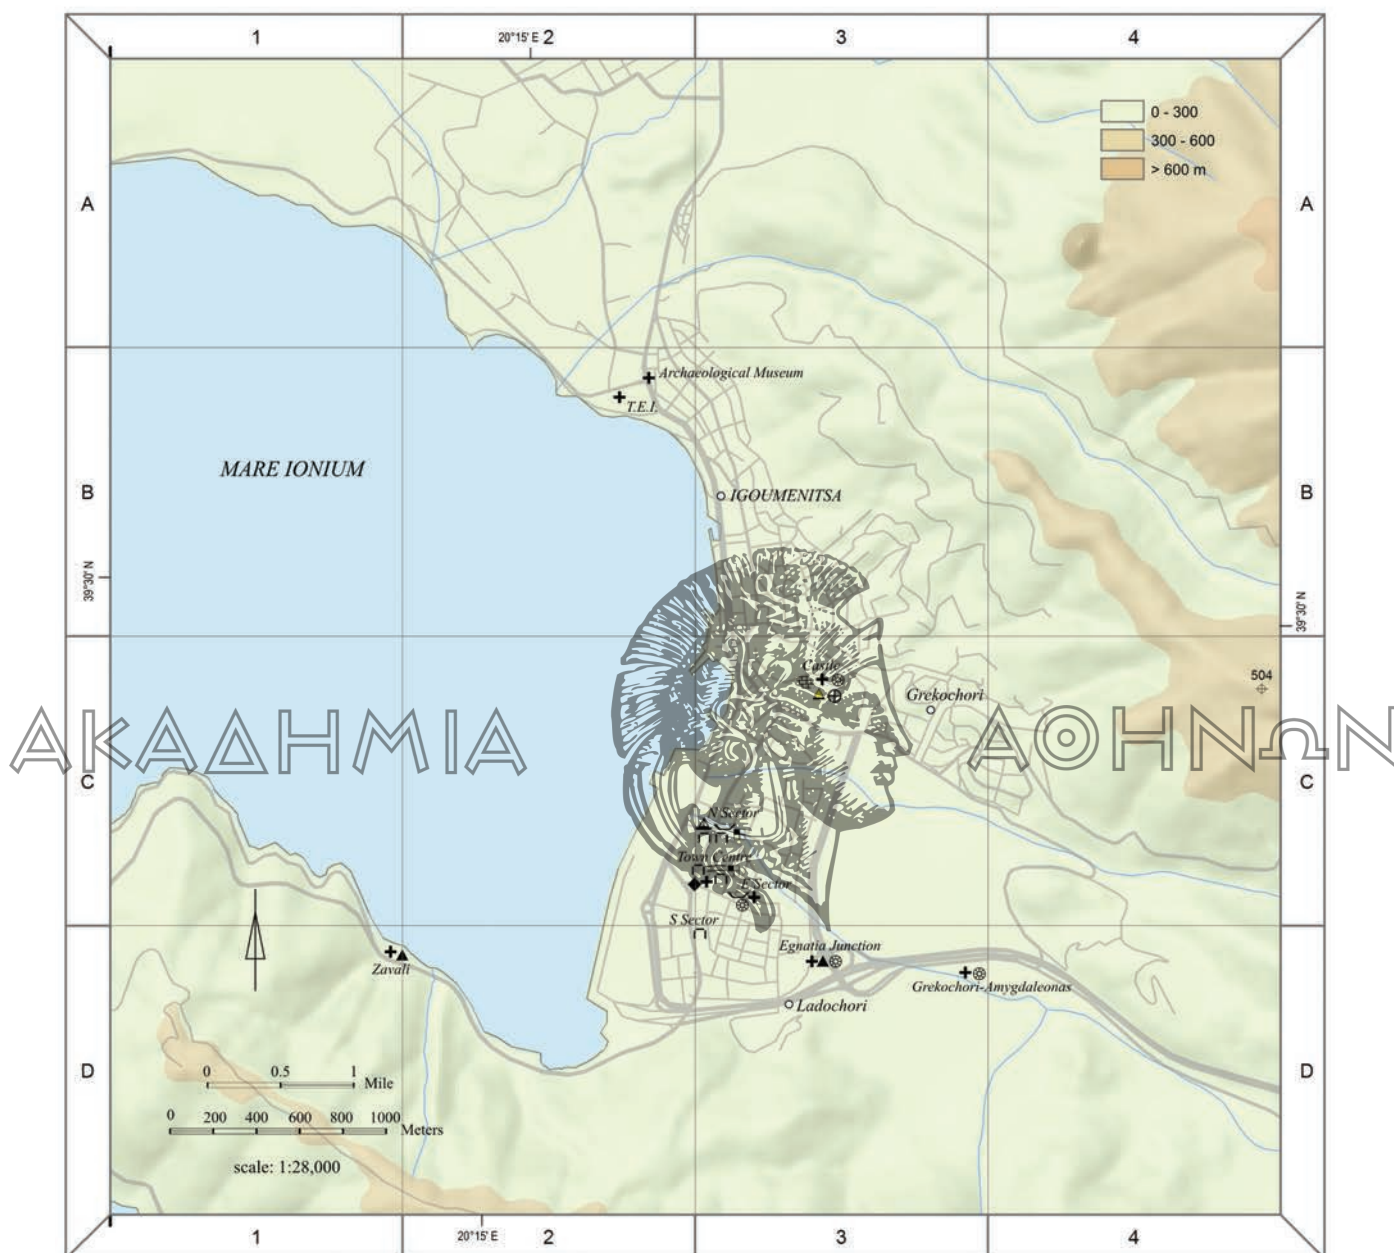 1 20°15' E 2 3 4
0 - 300
300 - 600
> 600 m
A A
Archaeological Museum
T.E.I.
MARE IONIUM
B IGOUMENITSA B
39°30' N 39°30' N
Castle
504
Grekochori
ΑΚΑΔΗΜΙΑ ΑΘΗΝΩΝ
C C
N Sector
Town Centre
E Sector
S Sector
Egnatia Junction
Zavali
Grekochori-Amygdaleonas
Ladochori
D D
0 0.5 1
Mile
0 200 400 600 800 1000
Meters
scale: 1:28,000
1 20°15' E 2 3 4